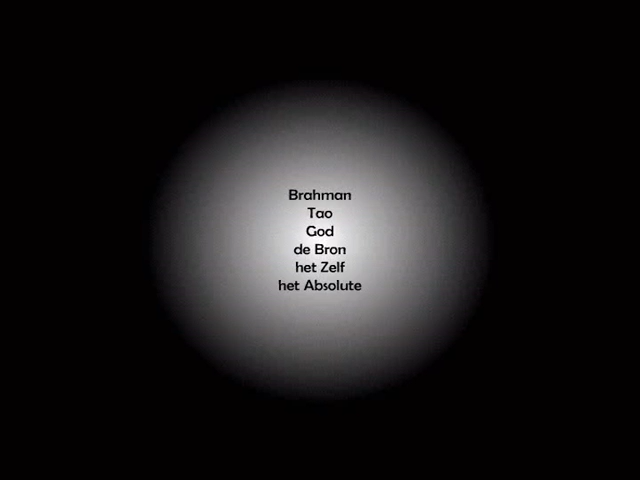 Brahman
Tao
God
de Bron
het Zelf
het Absolute